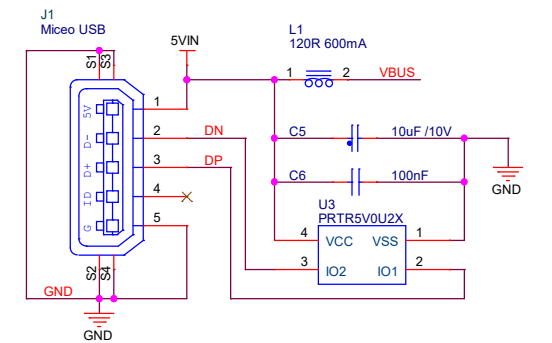 J1
Miceo USB
S1
S3
5VIN
L1
120R 600mA
1
2
VBUS
5V
1
D-
2
DN
C5
10uF /10V
D+
3
DP
C6
100nF
GND
ID
4
U3
PRTR5V0U2X
G
5
4
VCC
VSS
1
3
IO2
IO1
2
S2
S4
GND
GND